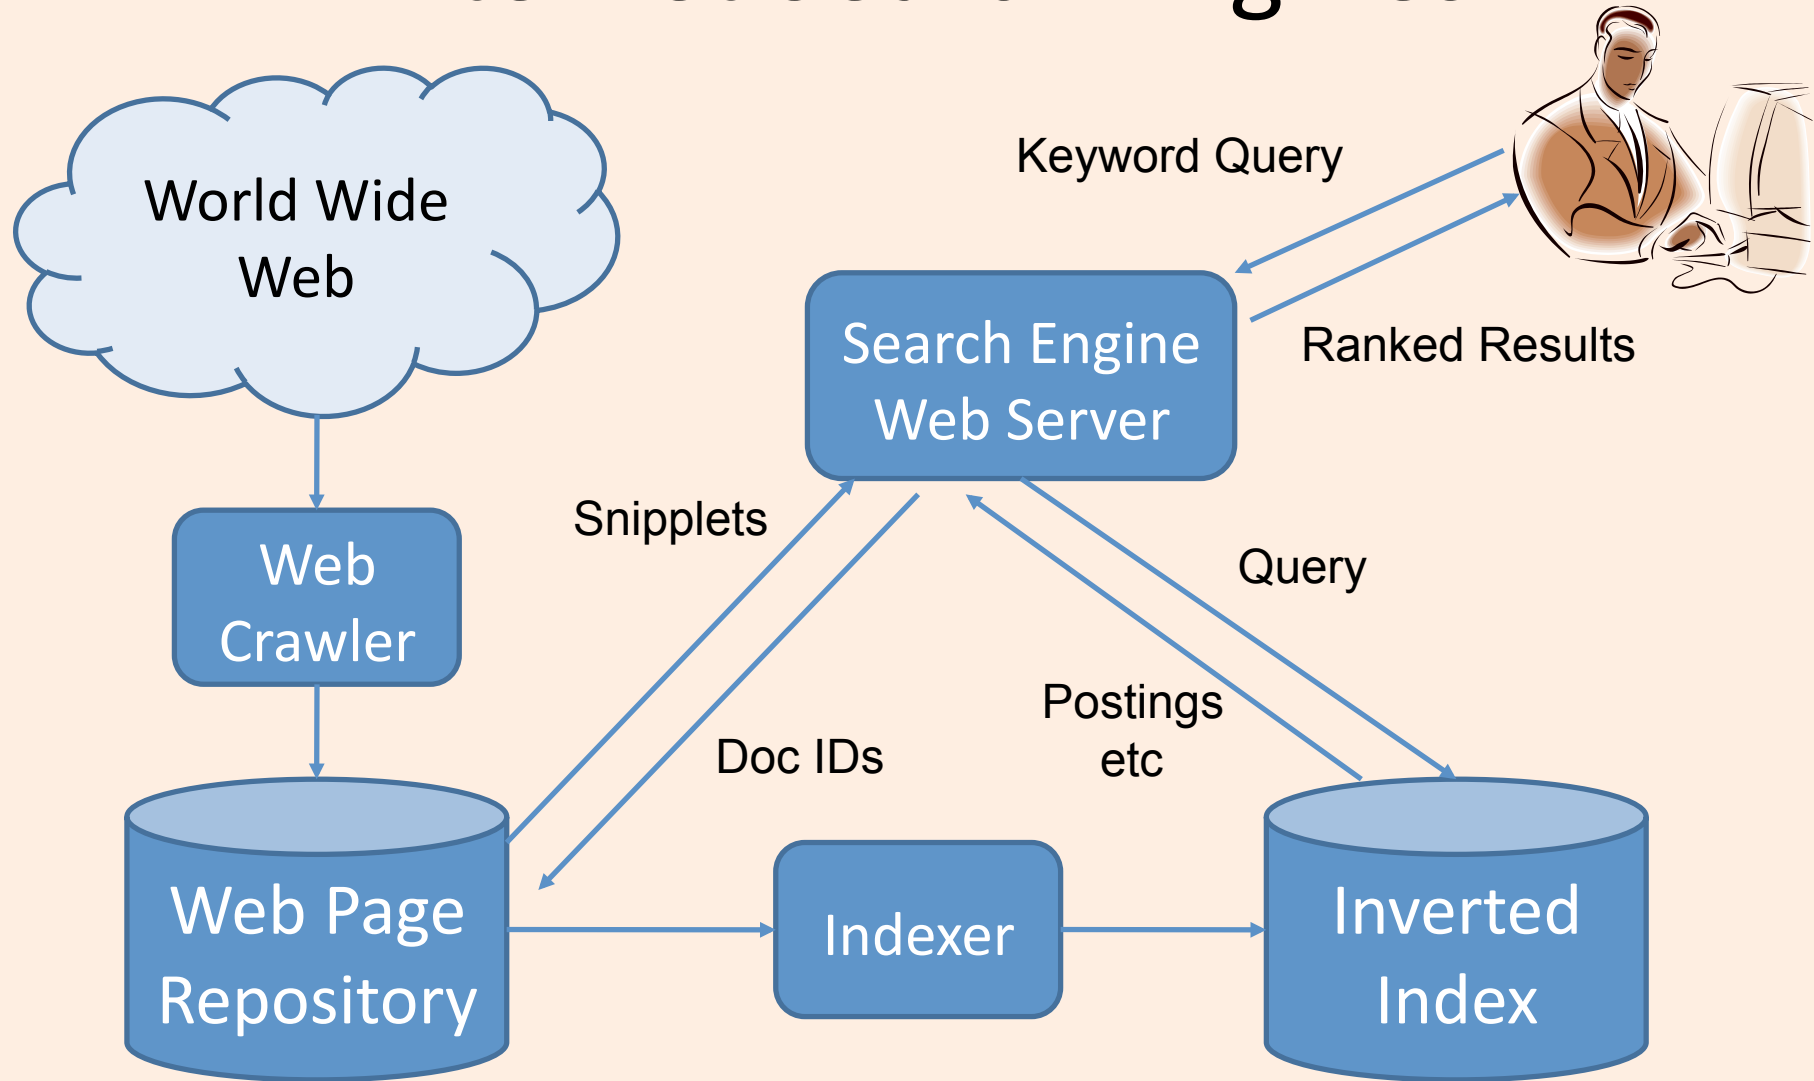 World Wide
Web
Keyword Query
Ranked Results
Search Engine
Web Server
Snipplets
Query
Web
Crawler
Postings
etc
Doc IDs
Web Page
Repository
Indexer
Inverted
Index